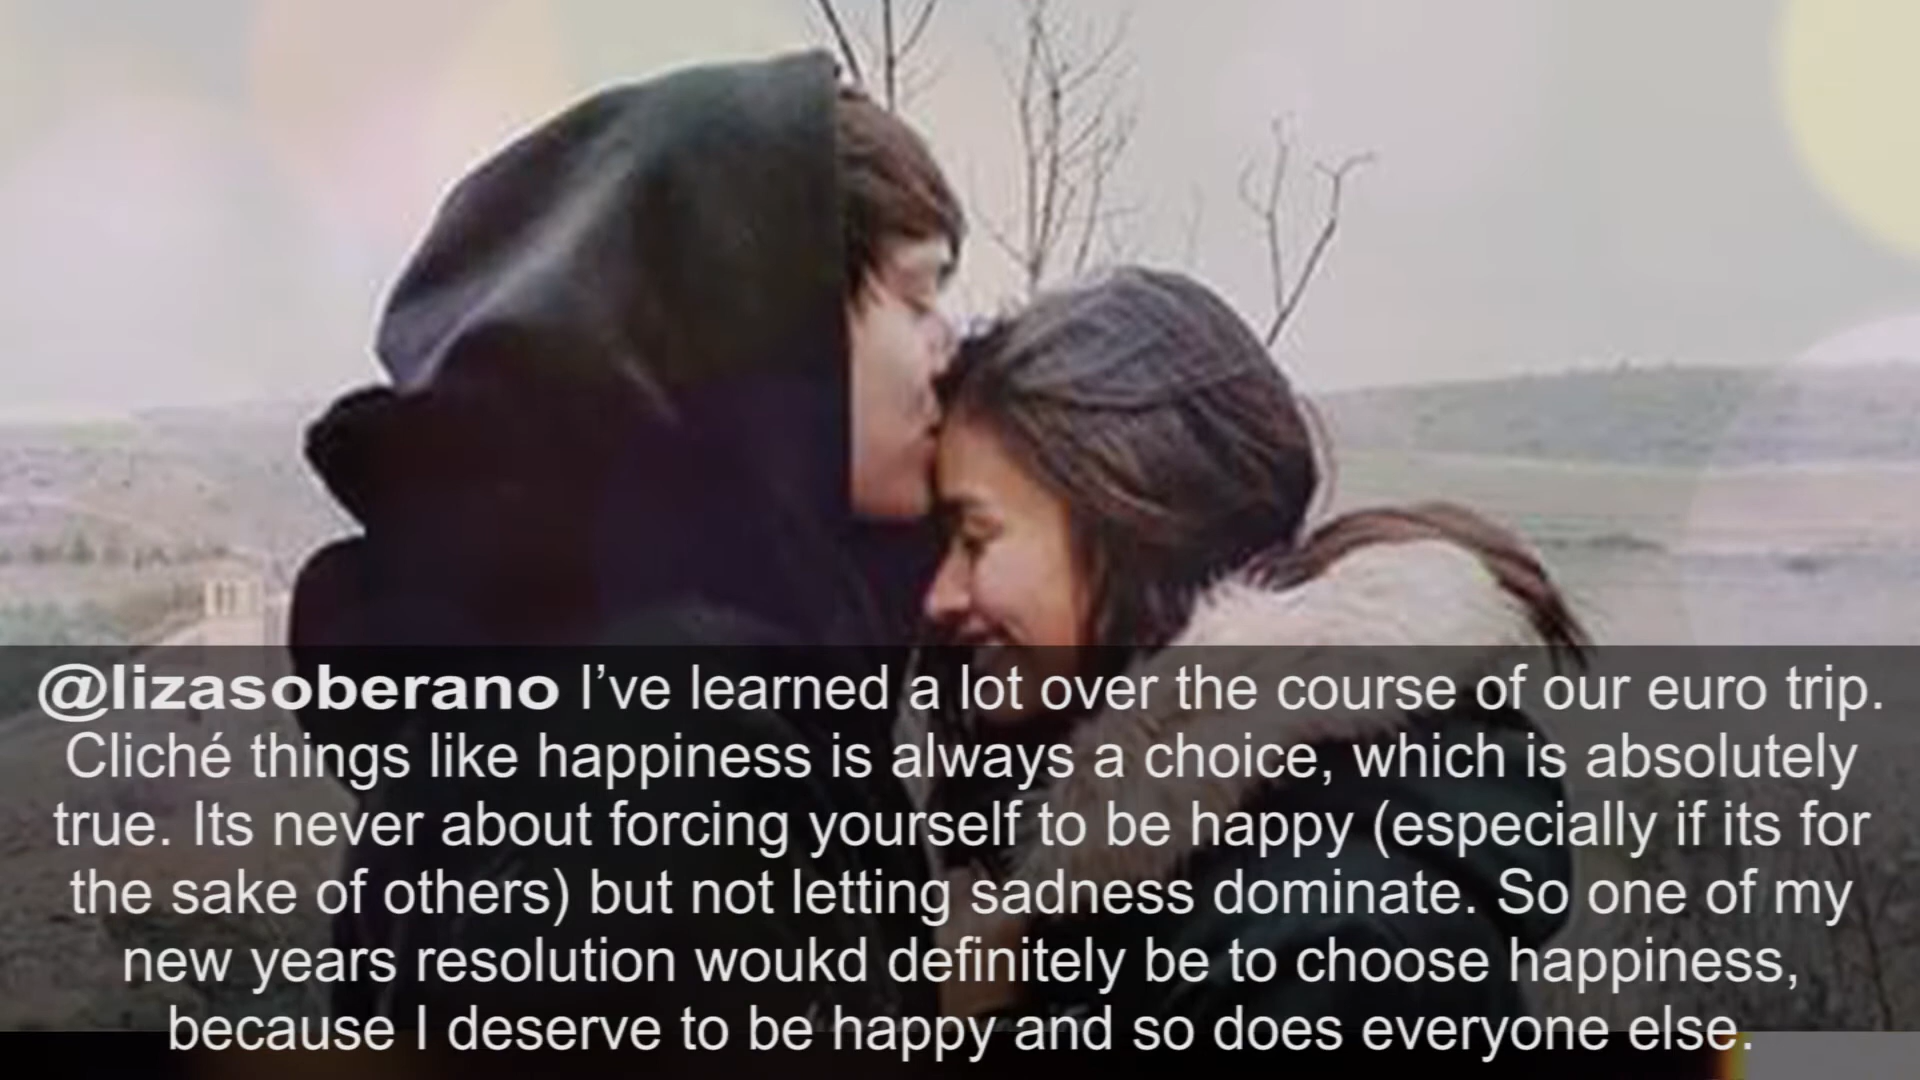 @lizasoberano I’ve learned a lot over the course of our euro trip.
Cliché things like happiness is always a choice, which is absolutely
true. Its never about forcing yourself to be happy (especially if its for
the sake of others) but not letting sadness dominate. So one of my
new years resolution woukd definitely be to choose happiness,
because I deserve to be happy and so does everyone else.